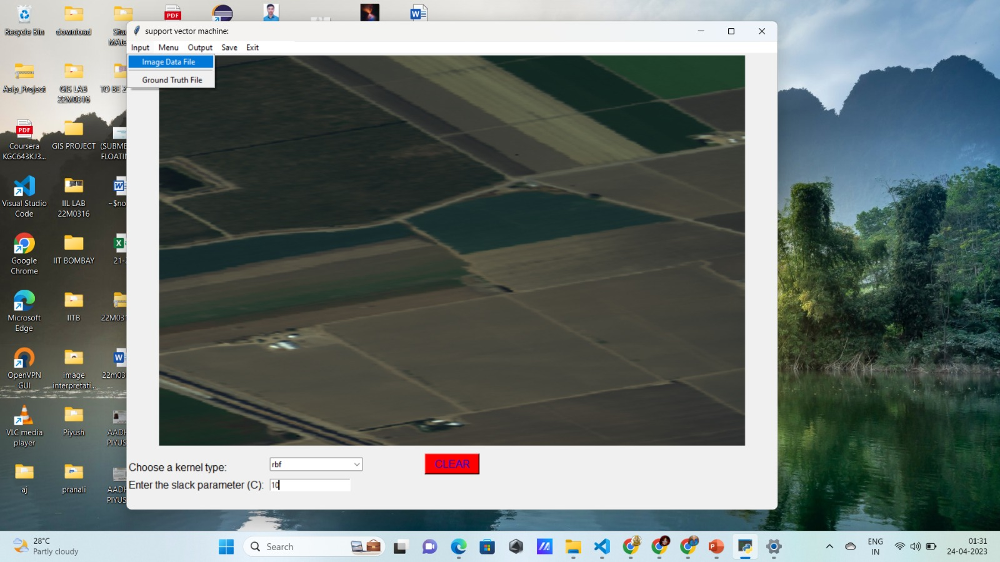 Recycle Bin
download
Stu
MAte
Asip_Project
GIS LAB
22M0316
TO BE 2
PDF
PDF
Coursera
KGC643KJ3...
GIS PROJECT
(SUBME
FLOATIN
Visual Studio
Code
IIL LAB
22M0316
~$no
Google
Chrome
IIT BOMBAY
21-
Microsoft
Edge
IITB
22M03
OpenVPN
GUI
image
interpretati...
22m03
VLC media
player
Piyush
AADH
PIYUS
aj
pranali
AADH
PIYUS
support vector machine:
Input Menu Output Save Exit
Image Data File
Ground Truth File
Choose a kernel type:
rbf
CLEAR
Enter the slack parameter (C):
10
28°C
Partly cloudy
Search
ENG
IN
01:31
24-04-2023